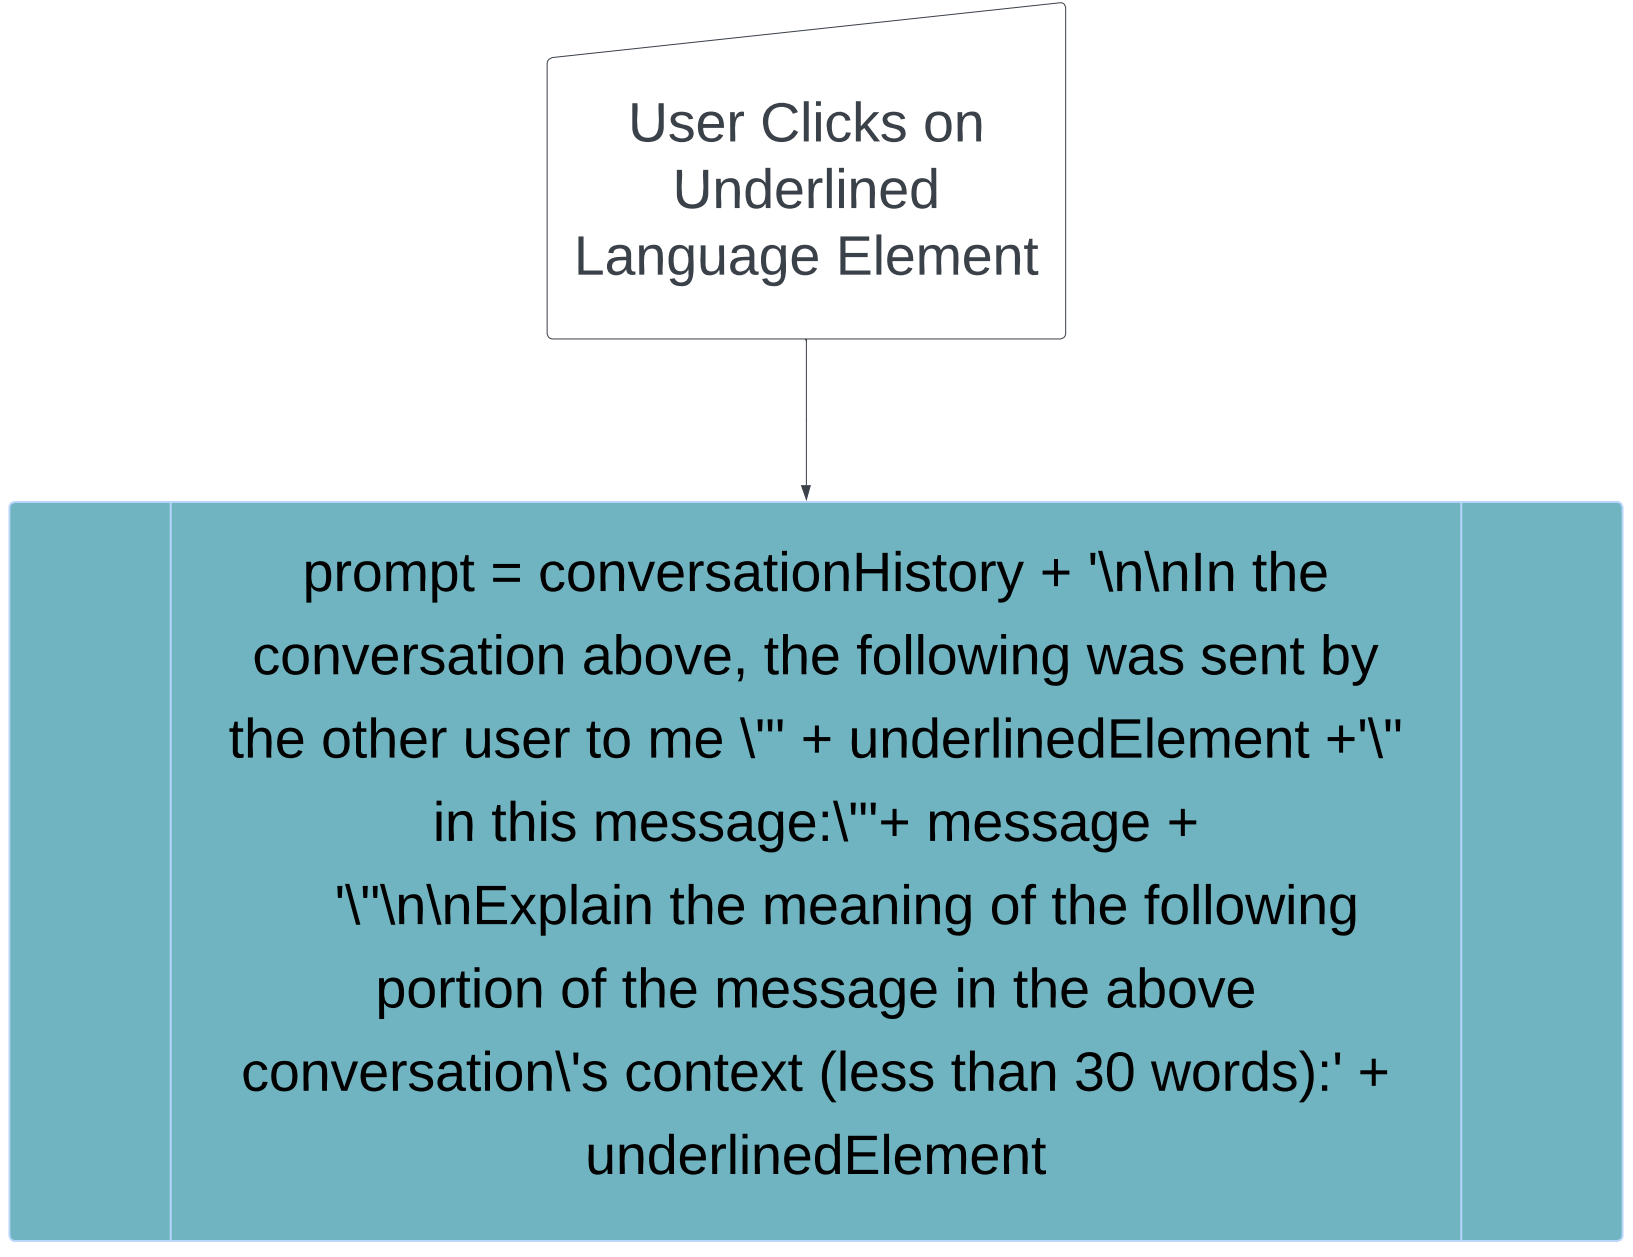 User Clicks on
Underlined
Language Element
prompt = conversationHistory + '\n\nIn the
conversation above, the following was sent by
the other user to me \"' + underlinedElement +'\"
in this message:\"'+ message +
'\"\n\nExplain the meaning of the following
portion of the message in the above
conversation\'s context (less than 30 words):' +
underlinedElement